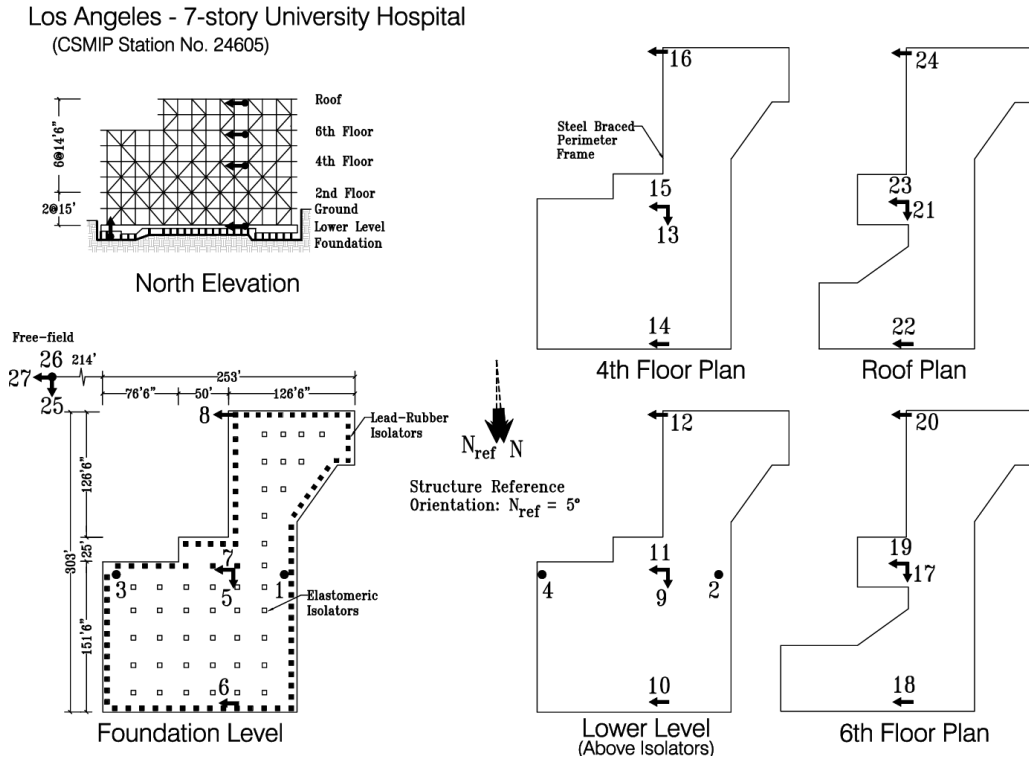 Los Angeles - 7-story University Hospital
(CSMIP Station No. 24605)
Roof
6th Floor
4th Floor
2nd Floor
Ground
Lower Level
Foundation
6@14'6"
2@15'
North Elevation
16
Steel Braced
Perimeter
Frame
15
13
14
4th Floor Plan
24
23
21
22
Roof Plan
Free-field
26
27
25
214'
253'
76'6"
50'
126'6"
8
Lead-Rubber
Isolators
126'6"
303'
25'
151'6"
7
3
5
1
Elastomeric
Isolators
6
Foundation Level
Nref N
Structure Reference
Orientation: Nref = 5°
12
11
4
9
2
10
Lower Level
(Above Isolators)
20
19
17
18
6th Floor Plan